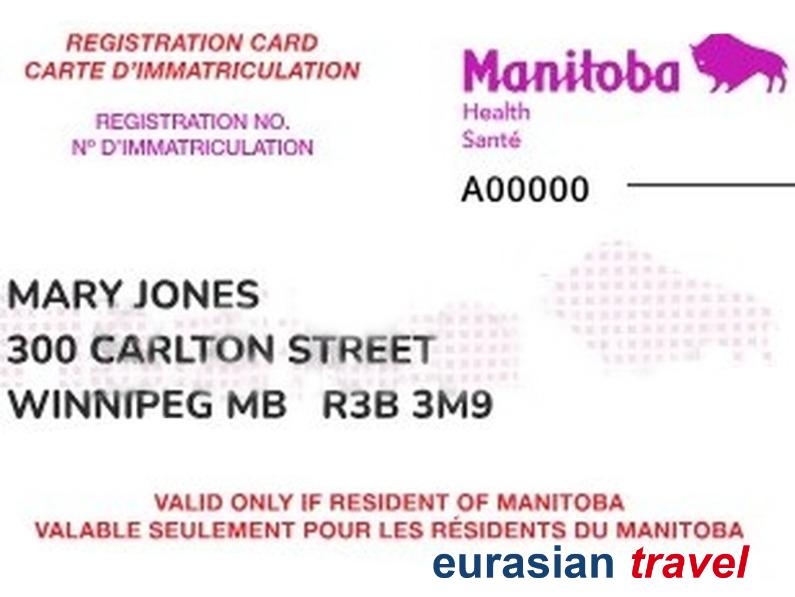 REGISTRATION CARD
CARTE D'IMMATRICULATION
REGISTRATION NO.
Nº D'IMMATRICULATION
Manitoba
Health
Santé
A00000
MARY JONES
300 CARLTON STREET
WINNIPEG MB R3B 3M9
VALID ONLY IF RESIDENT OF MANITOBA
VALABLE SEULEMENT POUR LES RÉSIDENTS DU MANITOBA
eurasian travel